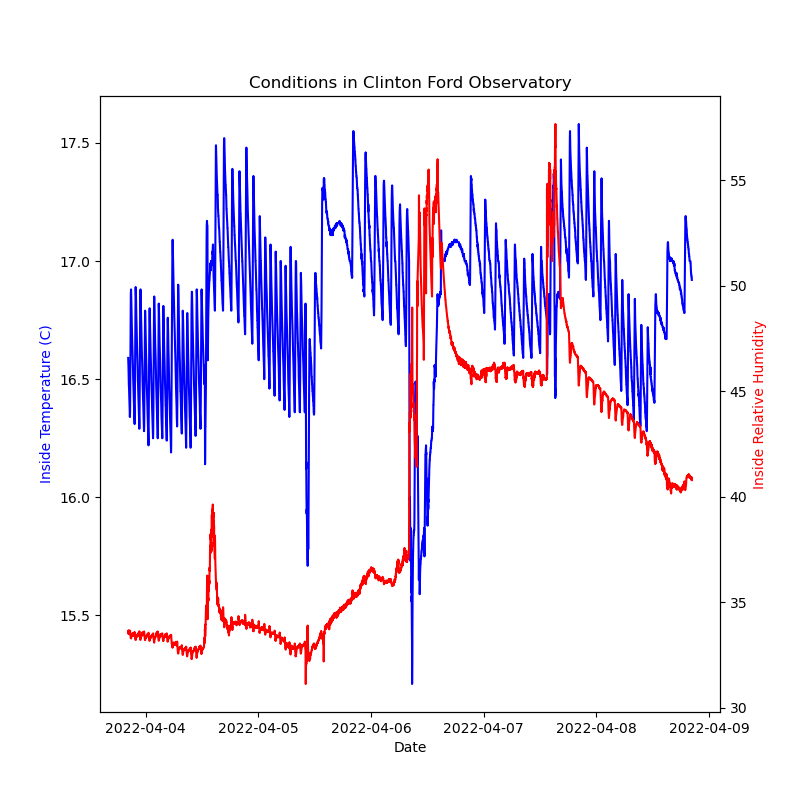 Conditions in Clinton Ford Observatory
17.5
17.0
16.5
16.0
15.5
Inside Temperature (C)
55
50
45
40
35
30
Inside Relative Humidity
2022-04-04 2022-04-05 2022-04-06 2022-04-07 2022-04-08 2022-04-09
Date